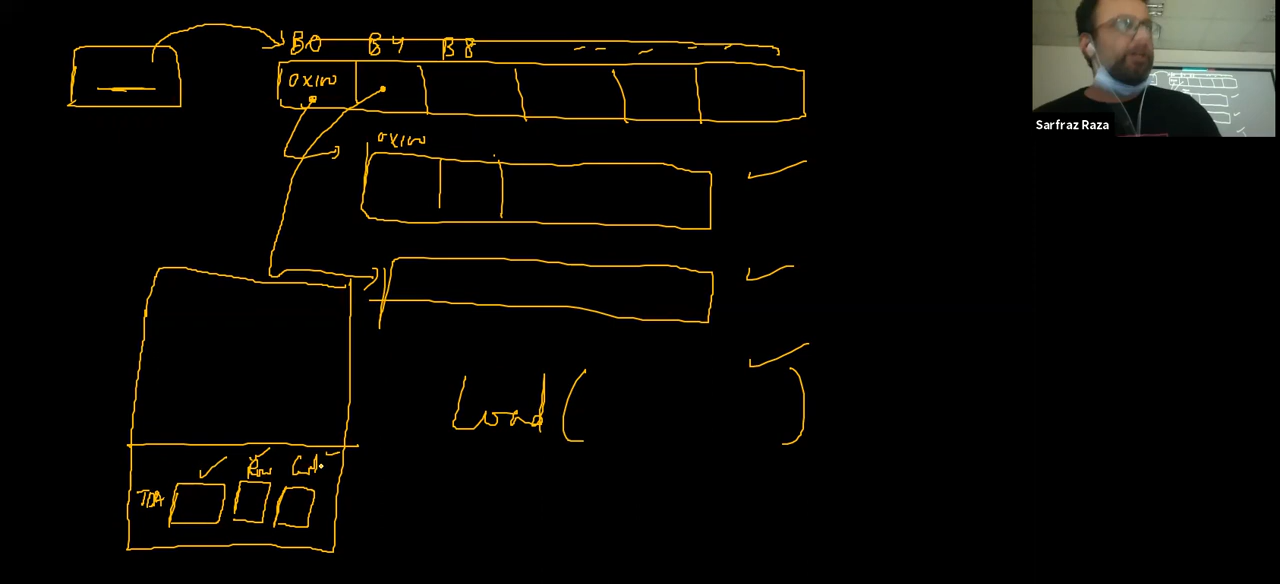 B0 B4 B8
Sarfraz Raza
0x100
0x100
Load( )
Row Col
TDA